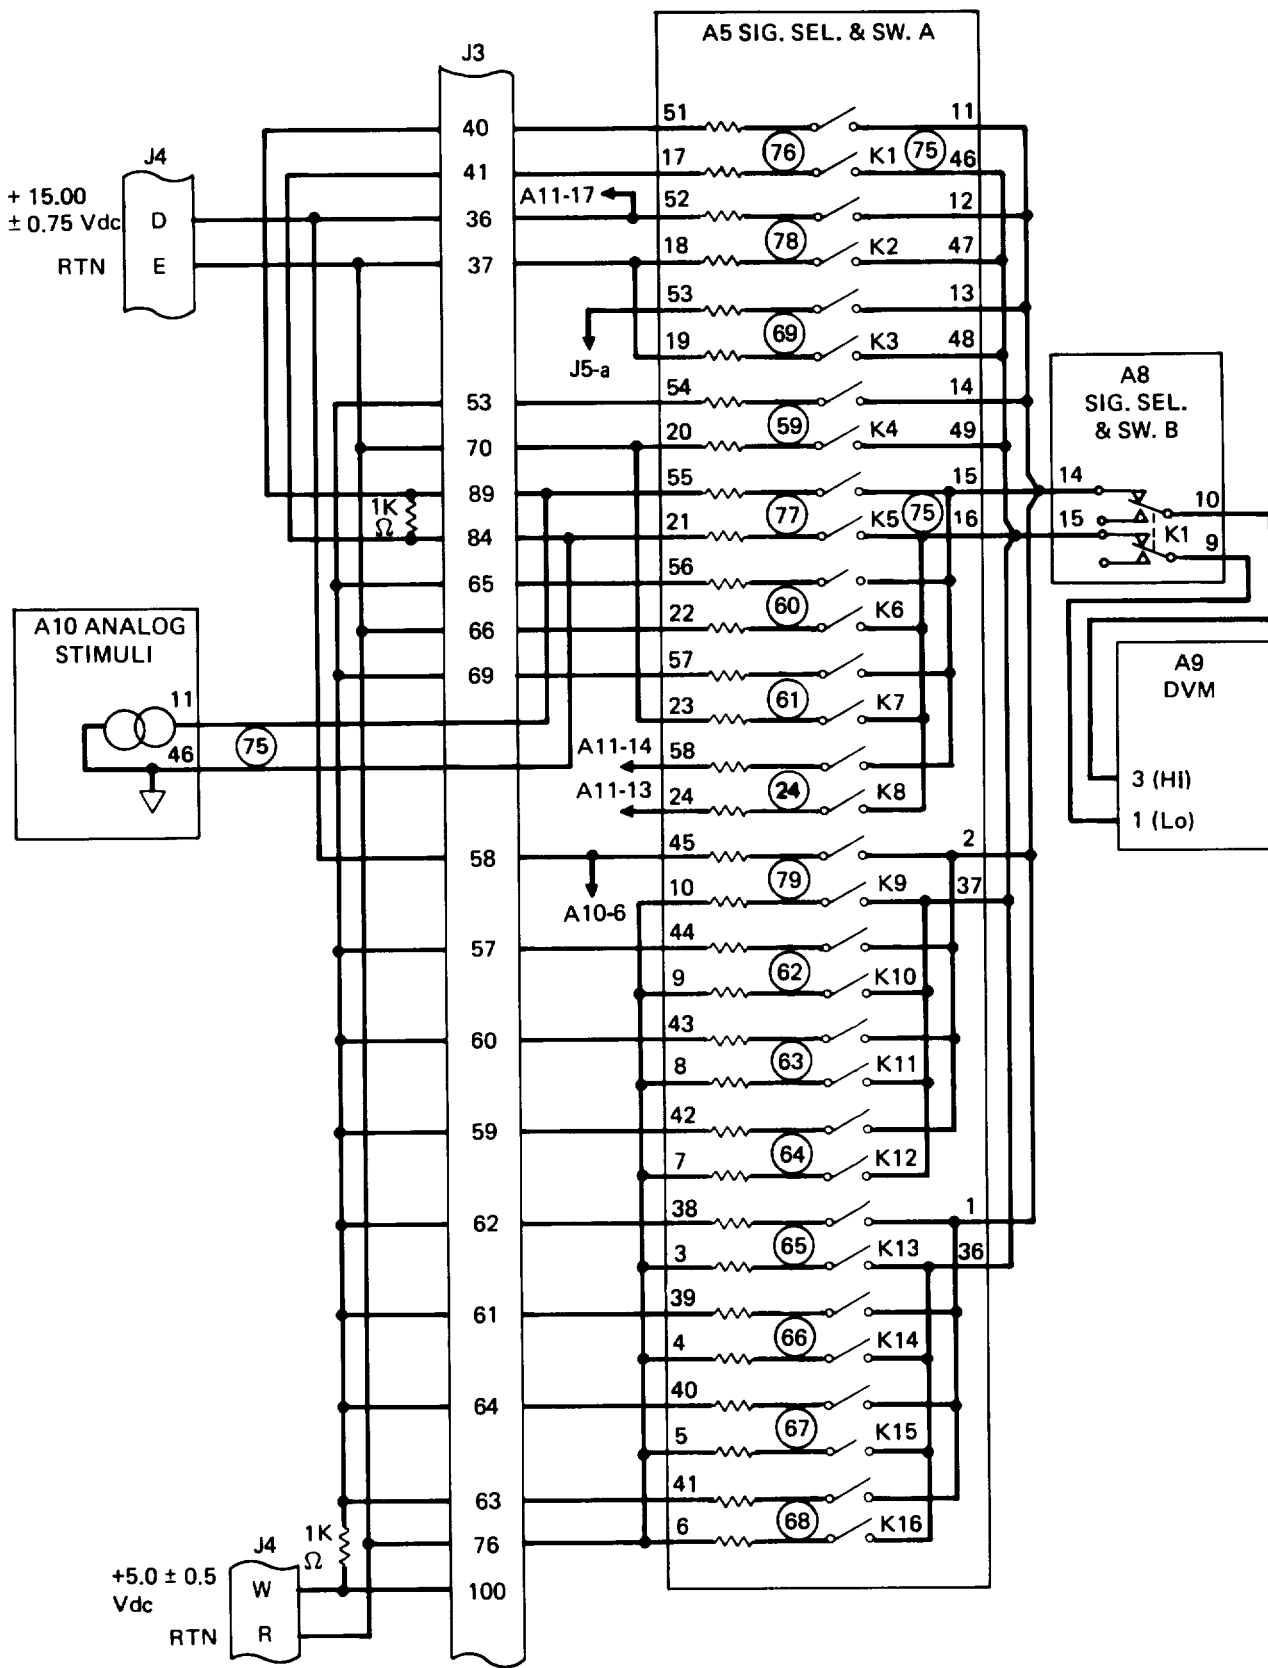 A5 SIG. SEL. & SW. A
J3
51 11
40
76 75
17 K1 46
41
J4
A11-17
+ 15.00
± 0.75 Vdc
D
36
52 12
78
RTN
E
37
18 K2 47
53 13
69
19 K3 48
J5-a
A8
SIG. SEL.
& SW. B
53
54 14
59
70
20 K4 49
89
55 15
14
10
1K
Ω
77 75
84
21 K5 16
15
K1
9
65
56
60
A10 ANALOG
STIMULI
66
22 K6
A9
DVM
69
57
61
11
23 K7
46
75
A11-14
58
24
3 (HI)
A11-13
24 K8
1 (Lo)
58
45 2
79
A10-6
10 K9 37
57
44
62
9 K10
60
43
63
8 K11
59
42
64
7 K12
62
38 1
65
3 K13 36
61
39
66
4 K14
64
40
67
5 K15
63
41
68
1K
Ω
76
6 K16
J4
+5.0 ± 0.5
Vdc
W
100
RTN
R